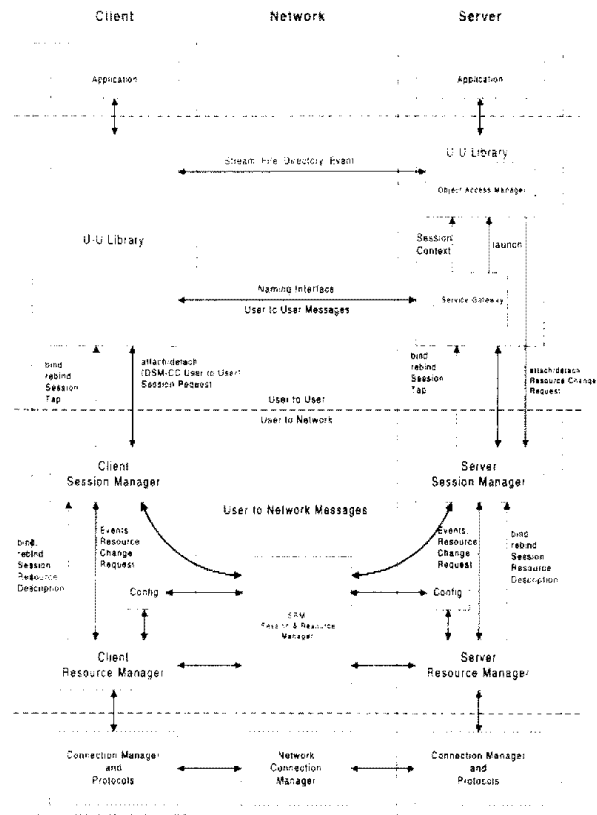 Client
Network
Server
Application
Application
U-U Library
Stream File Directory Event
Object Access Manager
U-U Library
Session
Context
launch
Naming Interface
Service Gateway
User to User Messages
bind
rebind
Session
Tap
attach/detach
(DSM-CC User to User)
Session Request
bind
rebind
Session
Tap
attach/detach
Resource Change
Request
User to User
User to Network
Client
Session Manager
Server
Session Manager
User to Network Messages
bind,
rebind
Session
Resource
Description
Events,
Resource
Change
Request
Events,
Resource
Change
Request
bind
rebind
Session
Resource
Description
Config
Config
SRM
Session & Resource
Manager
Client
Resource Manager
Server
Resource Manager
Connection Manager
and
Protocols
Network
Connection
Manager
Connection Manager
and
Protocols